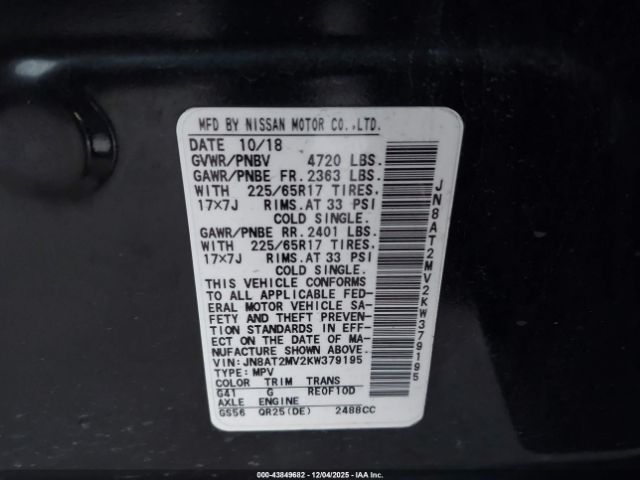 MFD BY NISSAN MOTOR CO.,LTD.
DATE 10/18
GVWR/PNBV 4720 LBS.
GAWR/PNBE FR. 2363 LBS.
WITH 225/65R17 TIRES.
17×7J RIMS.AT 33 PSI
COLD SINGLE.
GAWR/PNBE RR. 2401 LBS.
WITH 225/65R17 TIRES.
17×7J RIMS.AT 33 PSI
COLD SINGLE.
THIS VEHICLE CONFORMS
TO ALL APPLICABLE FED-
ERAL MOTOR VEHICLE SA-
FETY AND THEFT PREVEN-
TION STANDARDS IN EFF-
ECT ON THE DATE OF MA-
NUFACTURE SHOWN ABOVE.
VIN:JN8AT2MV2KW379195
TYPE:MPV
COLOR TRIM TRANS
G41 G RE0F10D
AXLE ENGINE
GS56 QR25(DE) 2488CC
JN8AT2MV2KW379195
000-43849682 - 12/04/2025 - IAA Inc.